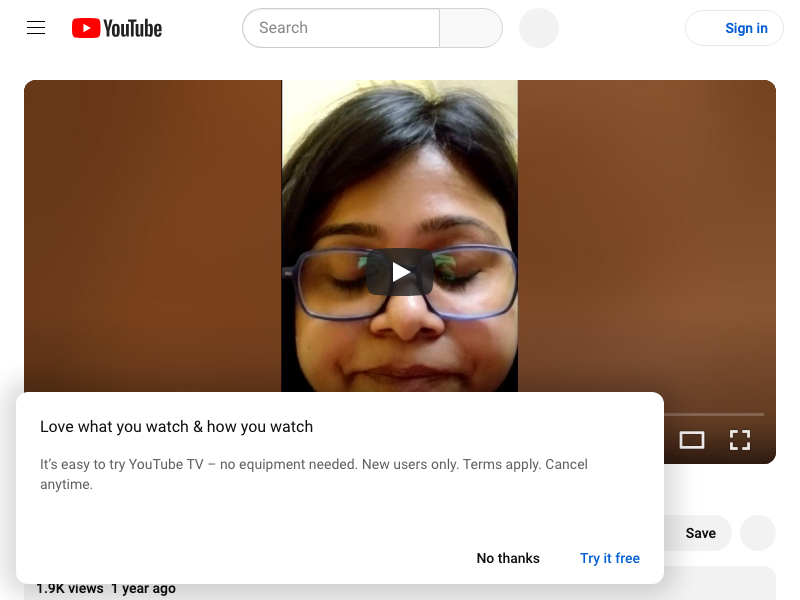 YouTube
Search
Sign in
Love what you watch & how you watch
It's easy to try YouTube TV – no equipment needed. New users only. Terms apply. Cancel
anytime.
No thanks
Try it free
Save
1.9K views 1 year ago